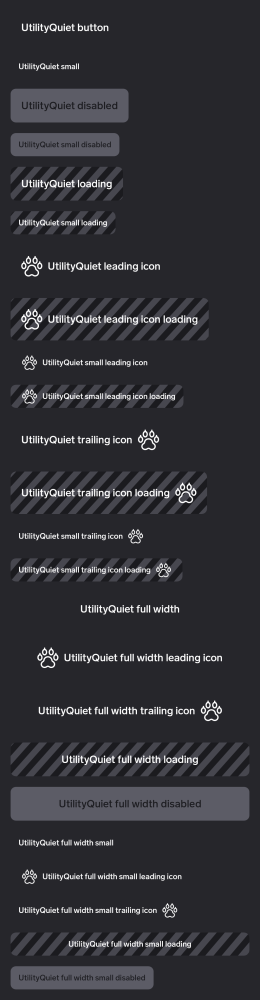 UtilityQuiet button
UtilityQuiet small
UtilityQuiet disabled
UtilityQuiet small disabled
UtilityQuiet loading
UtilityQuiet small loading
UtilityQuiet leading icon
UtilityQuiet leading icon loading
UtilityQuiet small leading icon
UtilityQuiet small leading icon loading
UtilityQuiet trailing icon
UtilityQuiet trailing icon loading
UtilityQuiet small trailing icon
UtilityQuiet small trailing icon loading
UtilityQuiet full width
UtilityQuiet full width leading icon
UtilityQuiet full width trailing icon
UtilityQuiet full width loading
UtilityQuiet full width disabled
UtilityQuiet full width small
UtilityQuiet full width small leading icon
UtilityQuiet full width small trailing icon
UtilityQuiet full width small loading
UtilityQuiet full width small disabled